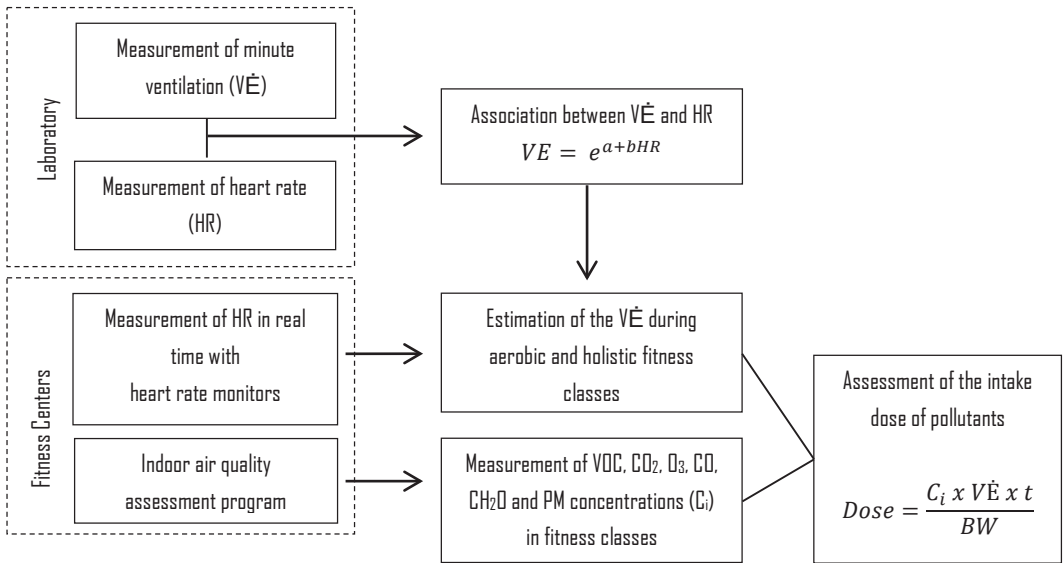 Laboratory
Measurement of minute
ventilation (VĖ)
Measurement of heart rate
(HR)
Association between VĖ and HR
VE = e^{a+bHR}
Fitness Centers
Measurement of HR in real
time with
heart rate monitors
Estimation of the VĖ during
aerobic and holistic fitness
classes
Indoor air quality
assessment program
Measurement of VOC, CO₂, O₃, CO,
CH₂O and PM concentrations (Cᵢ)
in fitness classes
Assessment of the intake
dose of pollutants
Dose = \frac{C_i x VĖ x t}{BW}